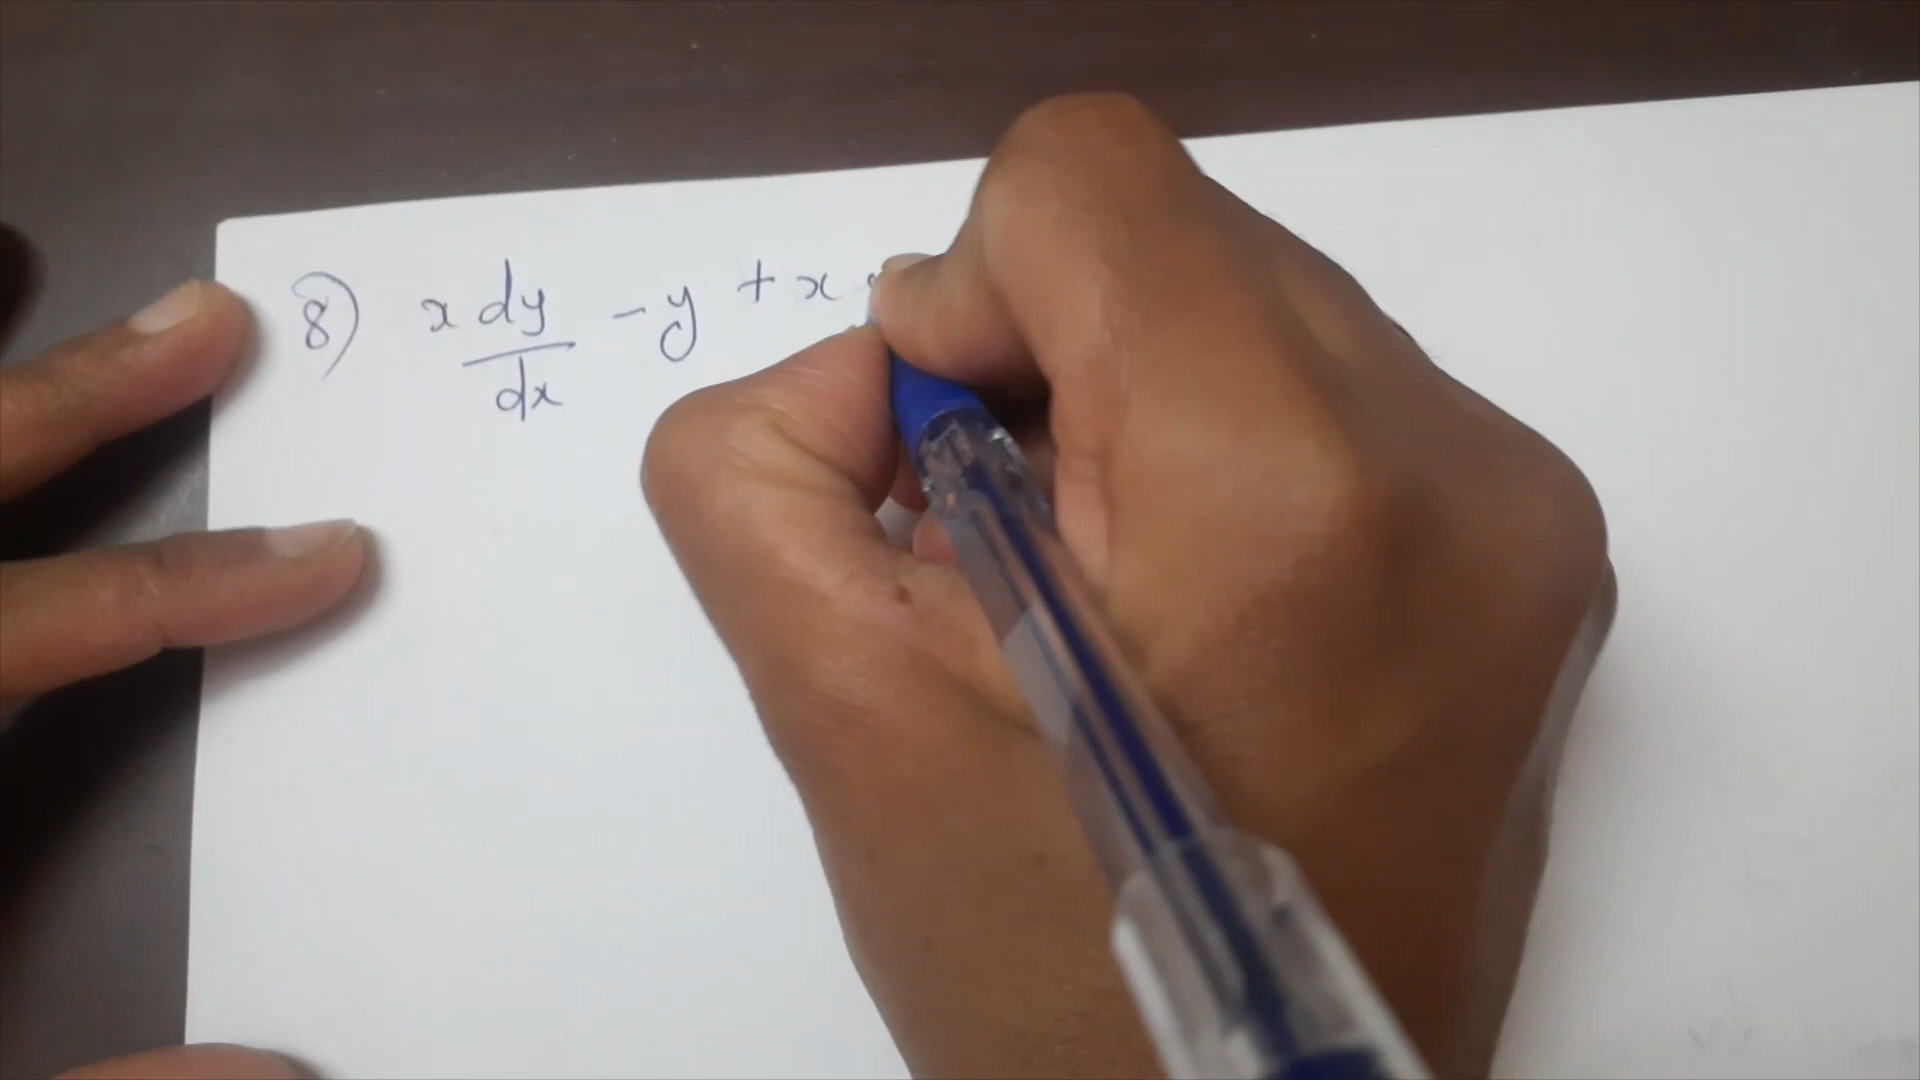 8) x dy/dx - y + x